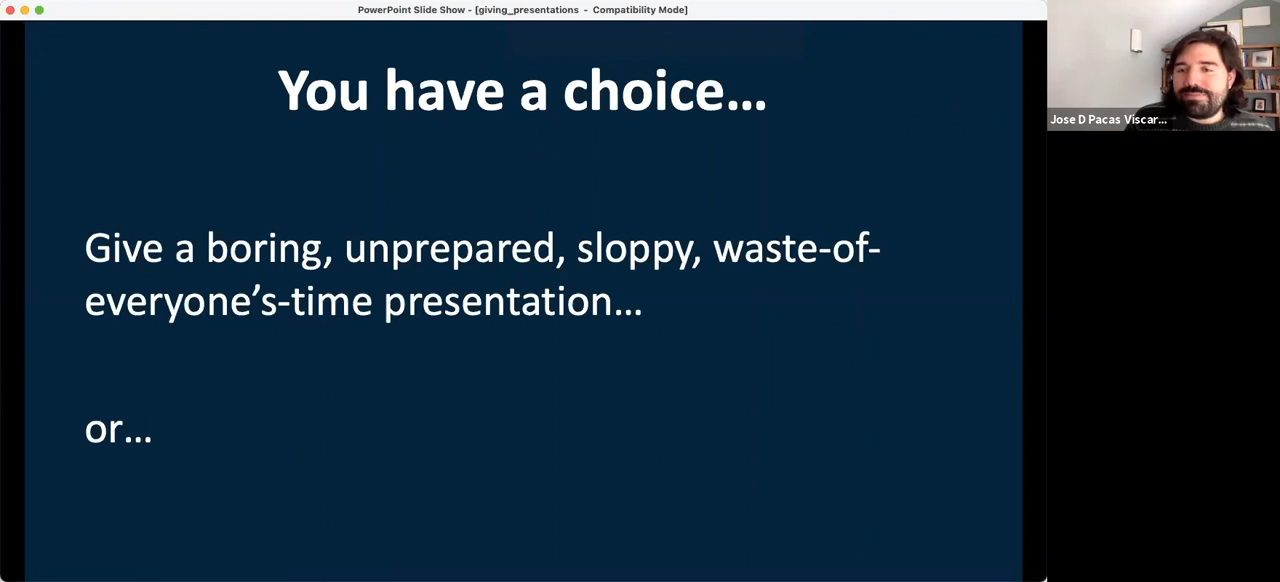 PowerPoint Slide Show - [giving_presentations - Compatibility Mode]
You have a choice…
Give a boring, unprepared, sloppy, waste-of-
everyone’s-time presentation…
or…
Jose D Pacas Viscar...